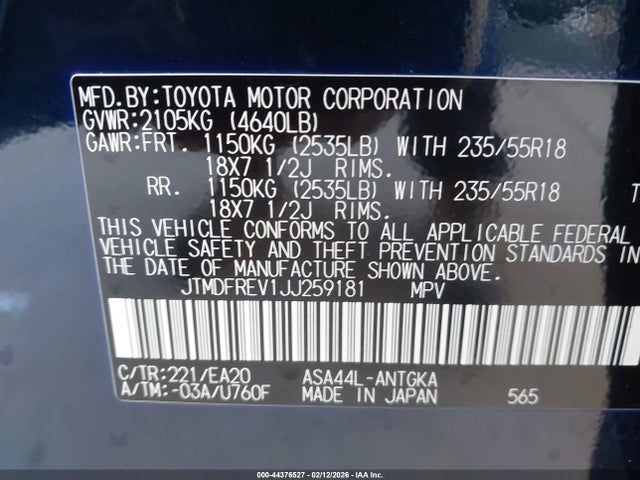 MFD.BY:TOYOTA MOTOR CORPORATION
GVWR:2105KG (4640LB)
GAWR:FRT. 1150KG (2535LB) WITH 235/55R18
18X7 1/2J RIMS.
RR. 1150KG (2535LB) WITH 235/55R18 T
18X7 1/2J RIMS.
THIS VEHICLE CONFORMS TO ALL APPLICABLE FEDERAL
VEHICLE SAFETY AND THEFT PREVENTION STANDARDS IN
THE DATE OF MANUFACTURE SHOWN ABOVE.
JTMDFREV1JJ259181 MPV
C/TR:221/EA20 ASA44L-ANTGKA
A/TM:-03A/U760F MADE IN JAPAN 565
000-44376527 - 02/12/2026 - IAA Inc.